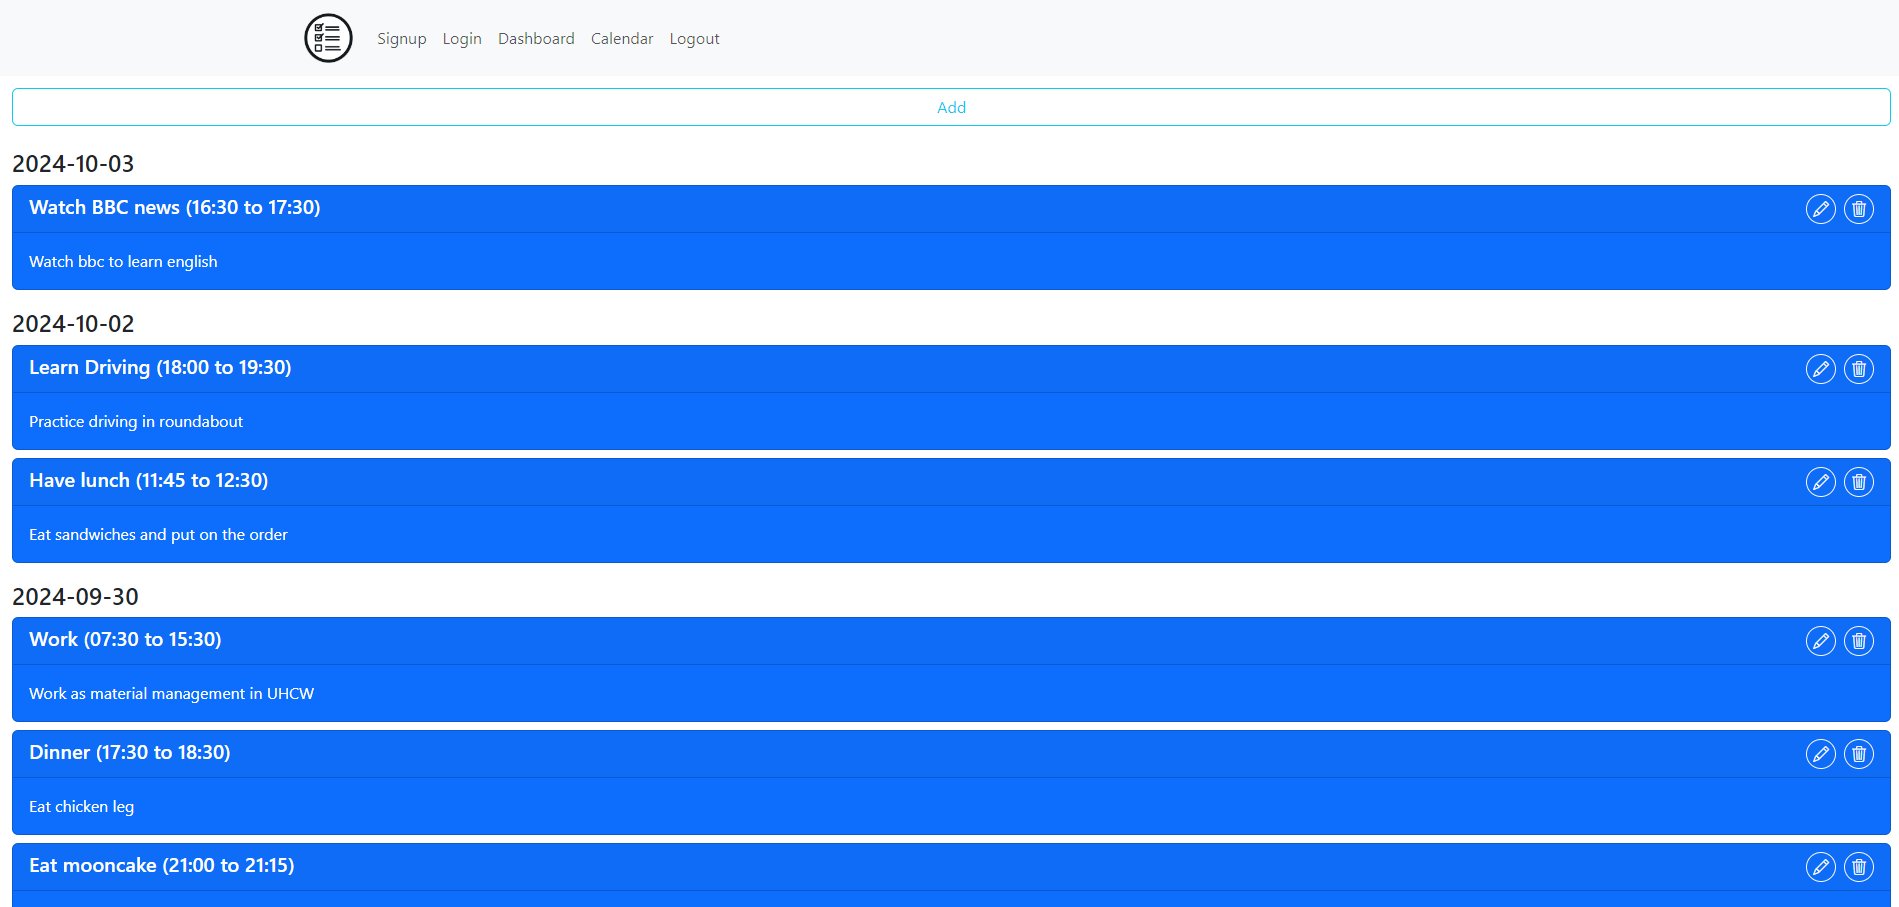 Signup Login Dashboard Calendar Logout
Add
2024-10-03
Watch BBC news (16:30 to 17:30)
Watch bbc to learn english
2024-10-02
Learn Driving (18:00 to 19:30)
Practice driving in roundabout
Have lunch (11:45 to 12:30)
Eat sandwiches and put on the order
2024-09-30
Work (07:30 to 15:30)
Work as material management in UHCW
Dinner (17:30 to 18:30)
Eat chicken leg
Eat mooncake (21:00 to 21:15)